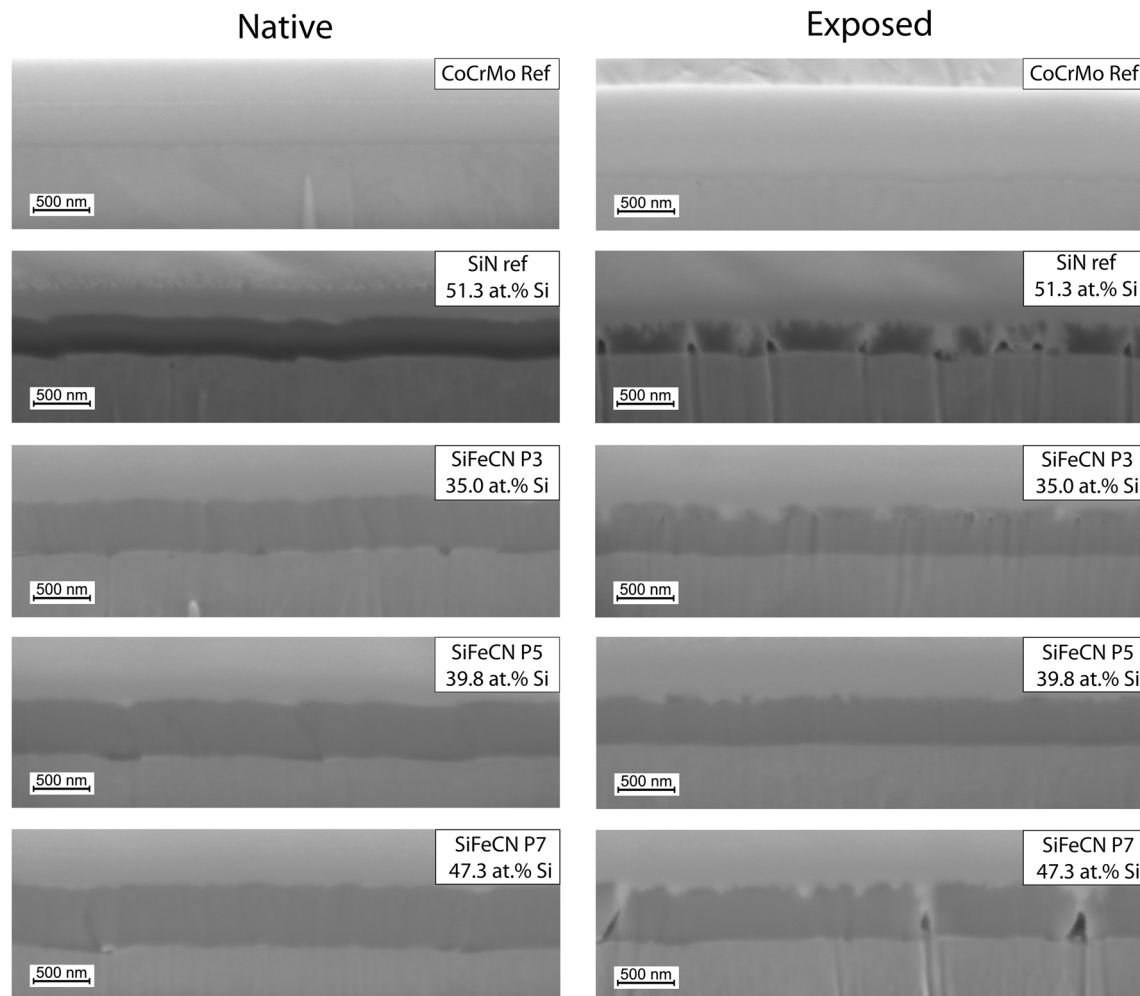 Native
Exposed
CoCrMo Ref
500 nm
CoCrMo Ref
500 nm
SiN ref
51.3 at.% Si
500 nm
SiN ref
51.3 at.% Si
500 nm
SiFeCN P3
35.0 at.% Si
500 nm
SiFeCN P3
35.0 at.% Si
500 nm
SiFeCN P5
39.8 at.% Si
500 nm
SiFeCN P5
39.8 at.% Si
500 nm
SiFeCN P7
47.3 at.% Si
500 nm
SiFeCN P7
47.3 at.% Si
500 nm